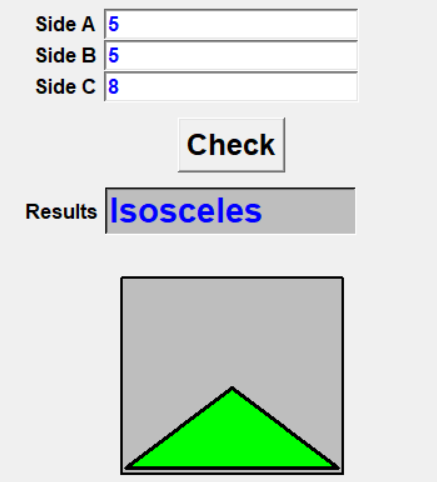 Side A 5
Side B 5
Side C 8
Check
Results Isosceles